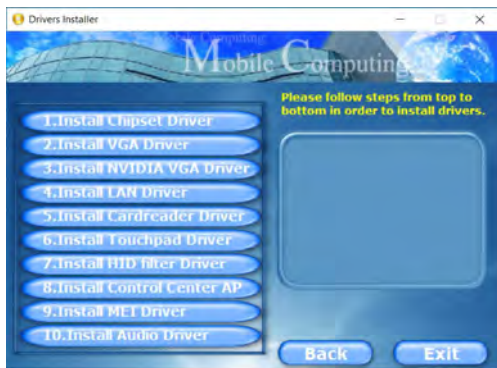 Drivers Installer
Mobile Computing
Mobile Computing
Please follow steps from top to
bottom in order to install drivers.
1.Install Chipset Driver
2.Install VGA Driver
3.Install NVIDIA VGA Driver
4.Install LAN Driver
5.Install Cardreader Driver
6.Install Touchpad Driver
7.Install HID filter Driver
8.Install Control Center AP
9.Install MEI Driver
10.Install Audio Driver
Back
Exit